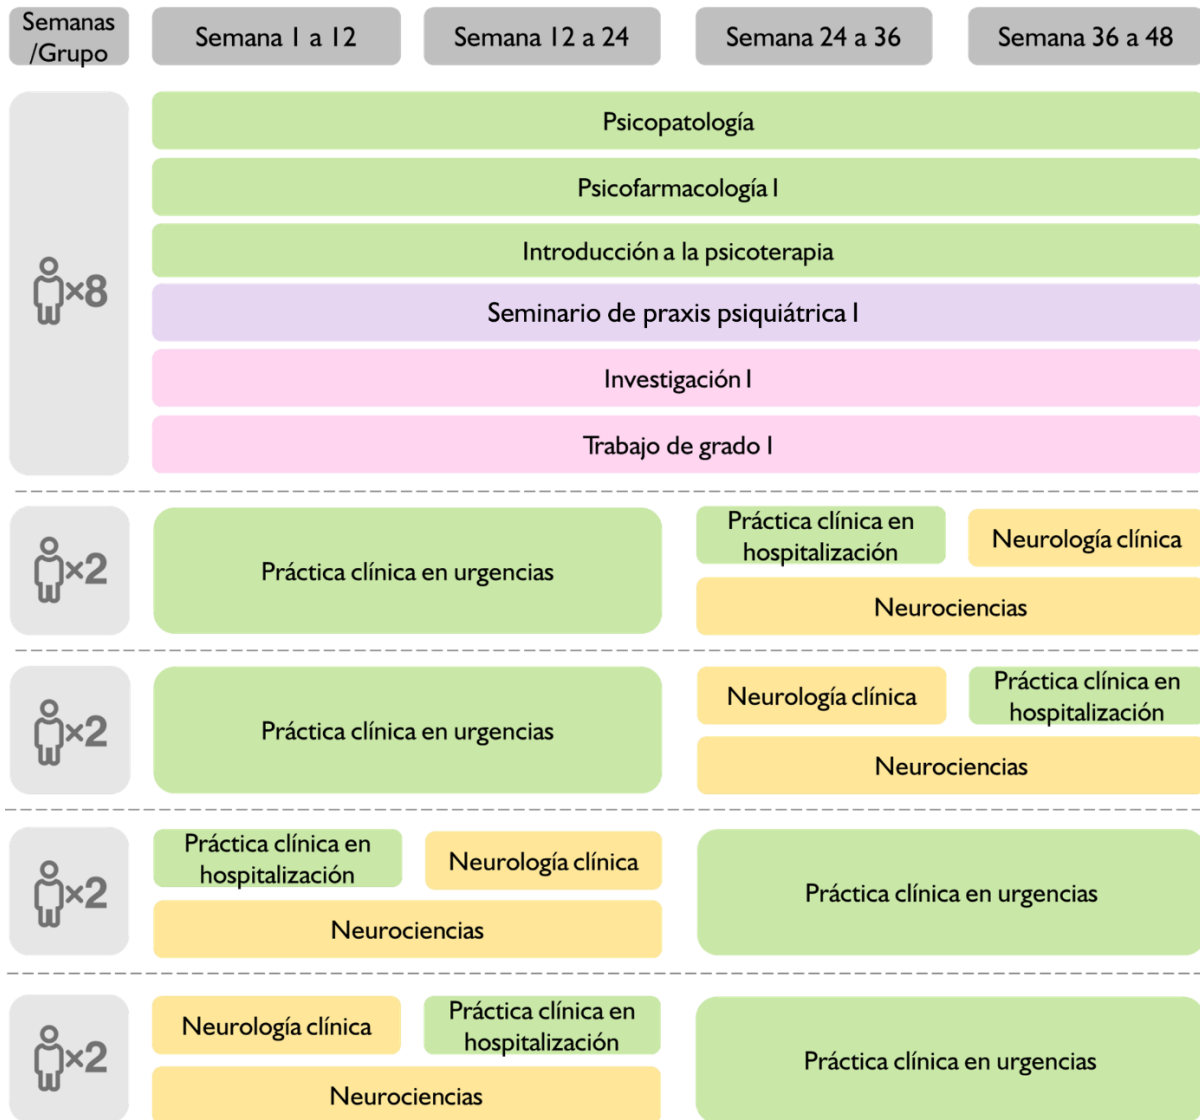 Semanas
/Grupo
Semana 1 a 12
Semana 12 a 24
Semana 24 a 36
Semana 36 a 48
×8
Psicopatología
Psicofarmacología I
Introducción a la psicoterapia
Seminario de praxis psiquiátrica I
Investigación I
Trabajo de grado I
×2
Práctica clínica en urgencias
Práctica clínica en
hospitalización
Neurología clínica
Neurociencias
×2
Práctica clínica en urgencias
Neurología clínica
Práctica clínica en
hospitalización
Neurociencias
×2
Práctica clínica en
hospitalización
Neurología clínica
Neurociencias
Práctica clínica en urgencias
×2
Neurología clínica
Práctica clínica en
hospitalización
Neurociencias
Práctica clínica en urgencias